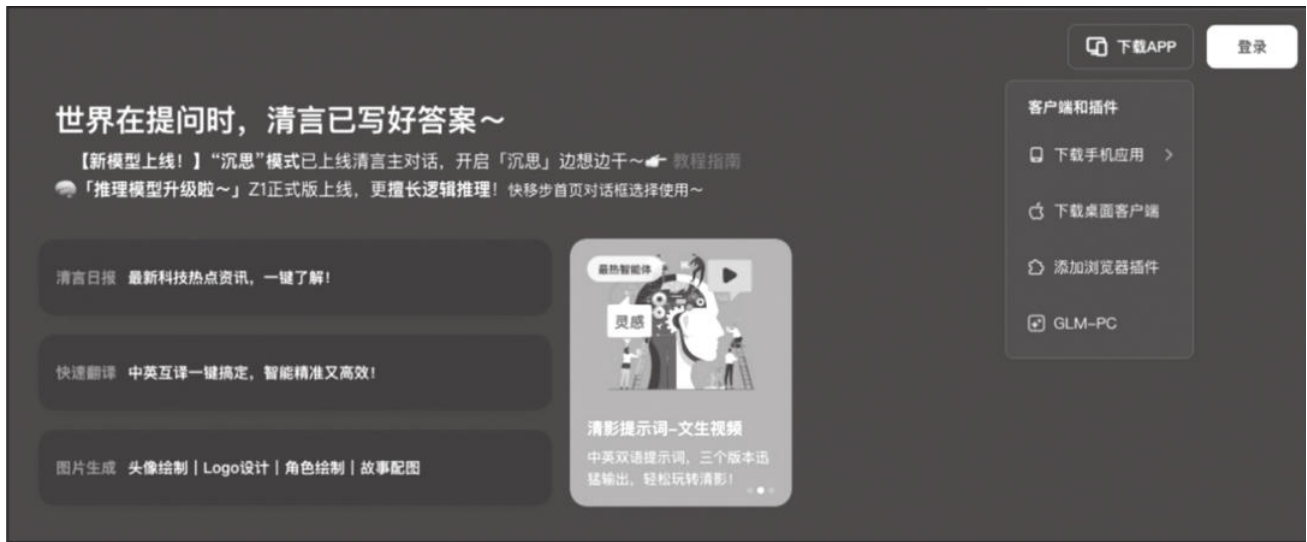 下载APP
登录
世界在提问时，清言已写好答案～
【新模型上线！】“沉思”模式已上线清言主对话，开启「沉思」边想边干～ 教程指南
「推理模型升级啦～」Z1正式版上线，更擅长逻辑推理！快移步首页对话框选择使用～
清言日报 最新科技热点资讯，一键了解！
快速翻译 中英互译一键搞定，智能精准又高效！
图片生成 头像绘制 | Logo设计 | 角色绘制 | 故事配图
最热智能体
灵感
清影提示词-文生视频
中英双语提示词，三个版本迅
猛输出，轻松玩转清影！
客户端和插件
下载手机应用
下载桌面客户端
添加浏览器插件
GLM-PC